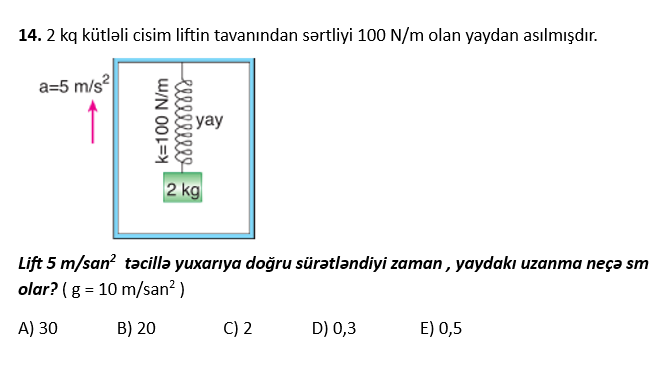 14. 2 kq kütləli cisim liftin tavanından sərtliyi 100 N/m olan yaydan asılmışdır.
a=5 m/s²
k=100 N/m
yay
2 kg
Lift 5 m/san² təcillə yuxarıya doğru sürətləndiyi zaman , yaydakı uzanma neçə sm
olar? ( g = 10 m/san² )
A) 30 B) 20 C) 2 D) 0,3 E) 0,5